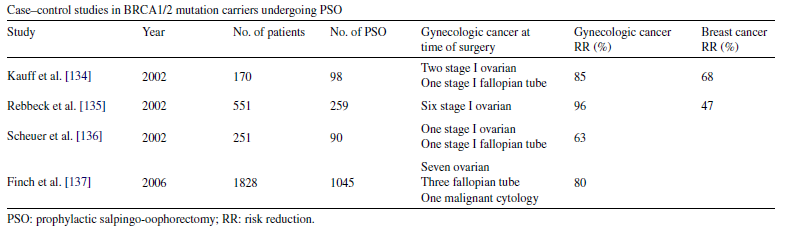 Case–control studies in BRCA1/2 mutation carriers undergoing PSO
Study Year No. of patients No. of PSO Gynecologic cancer at time of surgery Gynecologic cancer RR (%) Breast cancer RR (%)
Kauff et al. [134] 2002 170 98 Two stage I ovarian One stage I fallopian tube 85 68
Rebbeck et al. [135] 2002 551 259 Six stage I ovarian 96 47
Scheuer et al. [136] 2002 251 90 One stage I ovarian One stage I fallopian tube 63
Finch et al. [137] 2006 1828 1045 Seven ovarian Three fallopian tube One malignant cytology 80
PSO: prophylactic salpingo-oophorectomy; RR: risk reduction.